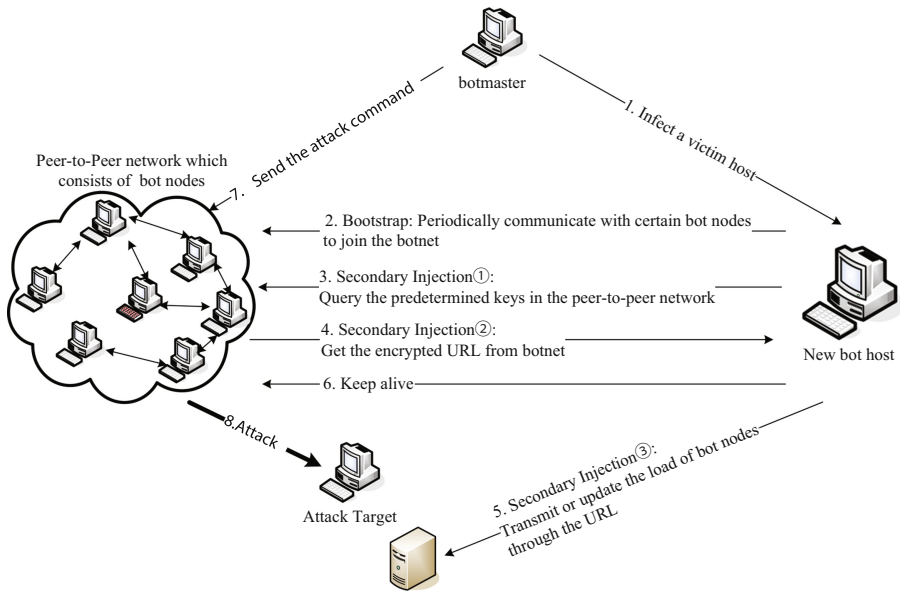 botmaster
1. Infect a victim host
7. Send the attack command
Peer-to-Peer network which
consists of bot nodes
2. Bootstrap: Periodically communicate with certain bot nodes
to join the botnet
3. Secondary Injection①:
Query the predetermined keys in the peer-to-peer network
4. Secondary Injection②:
Get the encrypted URL from botnet
New bot host
6. Keep alive
8.Attack
Attack Target
5. Secondary Injection③:
Transmit or update the load of bot nodes
through the URL